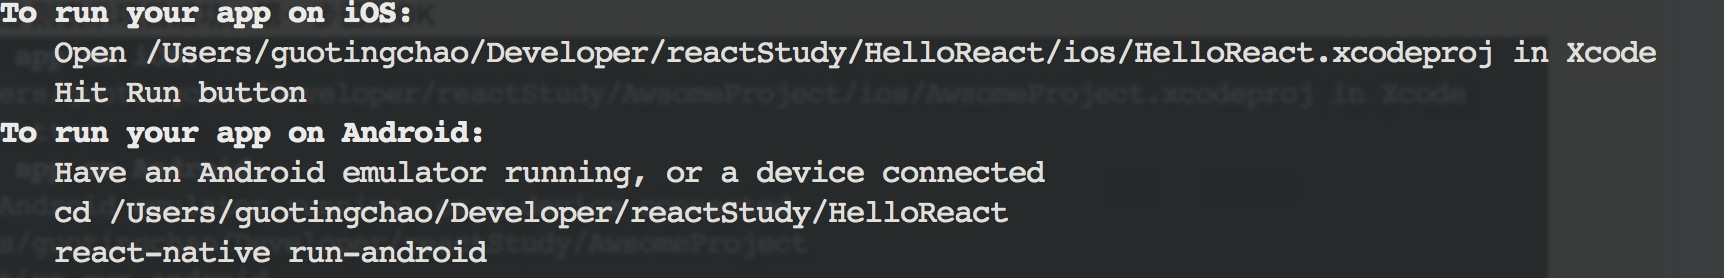 To run your app on iOS:
Open /Users/guotingchao/Developer/reactStudy/HelloReact/ios/HelloReact.xcodeproj in Xcode
Hit Run button
To run your app on Android:
Have an Android emulator running, or a device connected
cd /Users/guotingchao/Developer/reactStudy/HelloReact
react-native run-android